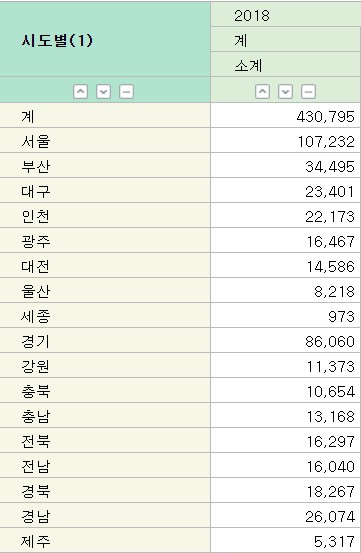 시도별(1) 2018
계
소계
계 430,795
서울 107,232
부산 34,495
대구 23,401
인천 22,173
광주 16,467
대전 14,586
울산 8,218
세종 973
경기 86,060
강원 11,373
충북 10,654
충남 13,168
전북 16,297
전남 16,040
경북 18,267
경남 26,074
제주 5,317